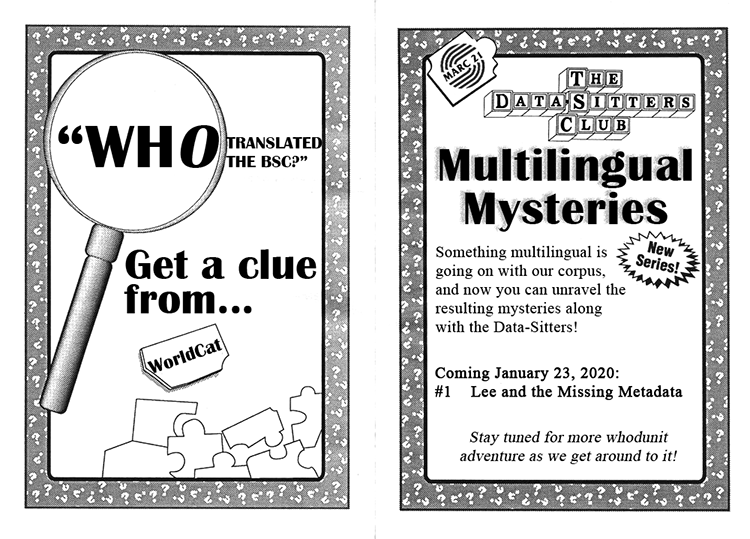 “WHO
TRANSLATED
THE BSC?”
Get a clue
from...
WorldCat
MARC 21
THE
DATA SITTERS
CLUB
Multilingual
Mysteries
New
Series!
Something multilingual is
going on with our corpus,
and now you can unravel the
resulting mysteries along
with the Data-Sitters!
Coming January 23, 2020:
#1 Lee and the Missing Metadata
Stay tuned for more whodunit
adventure as we get around to it!